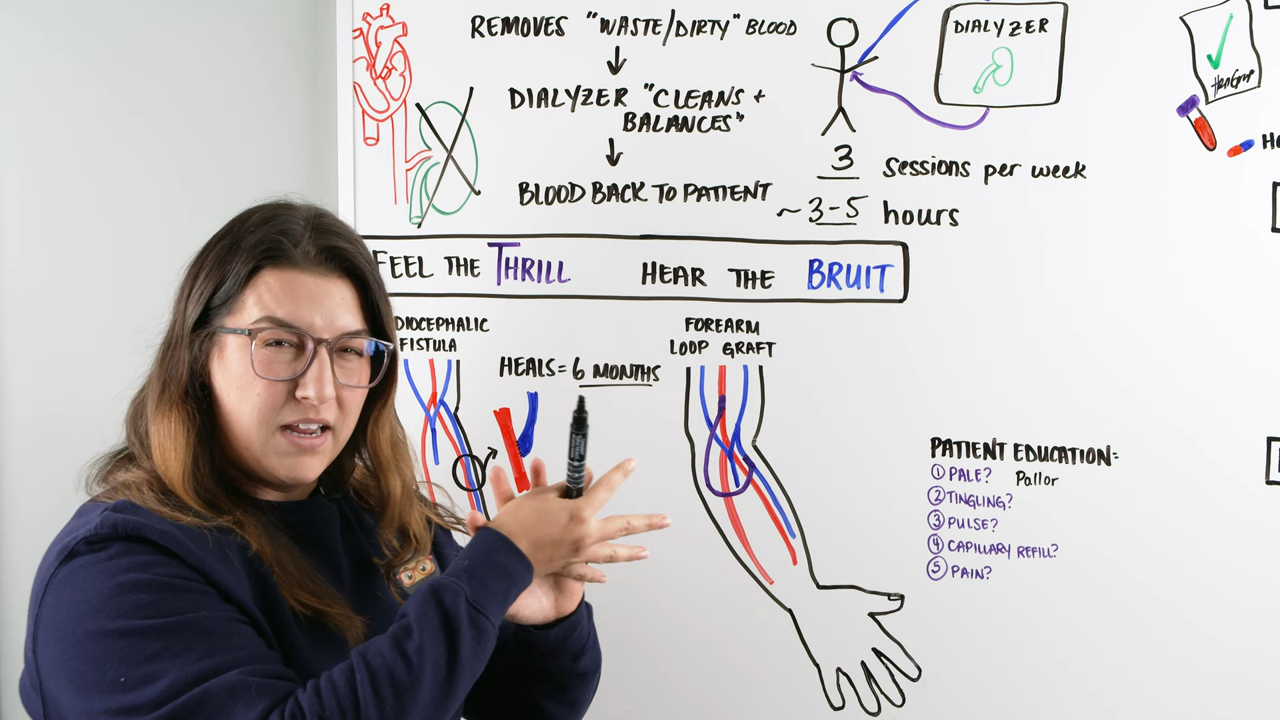 REMOVES "WASTE/DIRTY" BLOOD
DIALYZER "CLEANS +
BALANCES"
BLOOD BACK TO PATIENT
DIALYZER
3 sessions per week
~3-5 hours
FEEL THE THRILL HEAR THE BRUIT
FISTULA
HEALS = 6 MONTHS
FOREARM
LOOP GRAFT
PATIENT EDUCATION:
① PALE? Pallor
② TINGLING?
③ PULSE?
④ CAPILLARY REFILL?
⑤ PAIN?